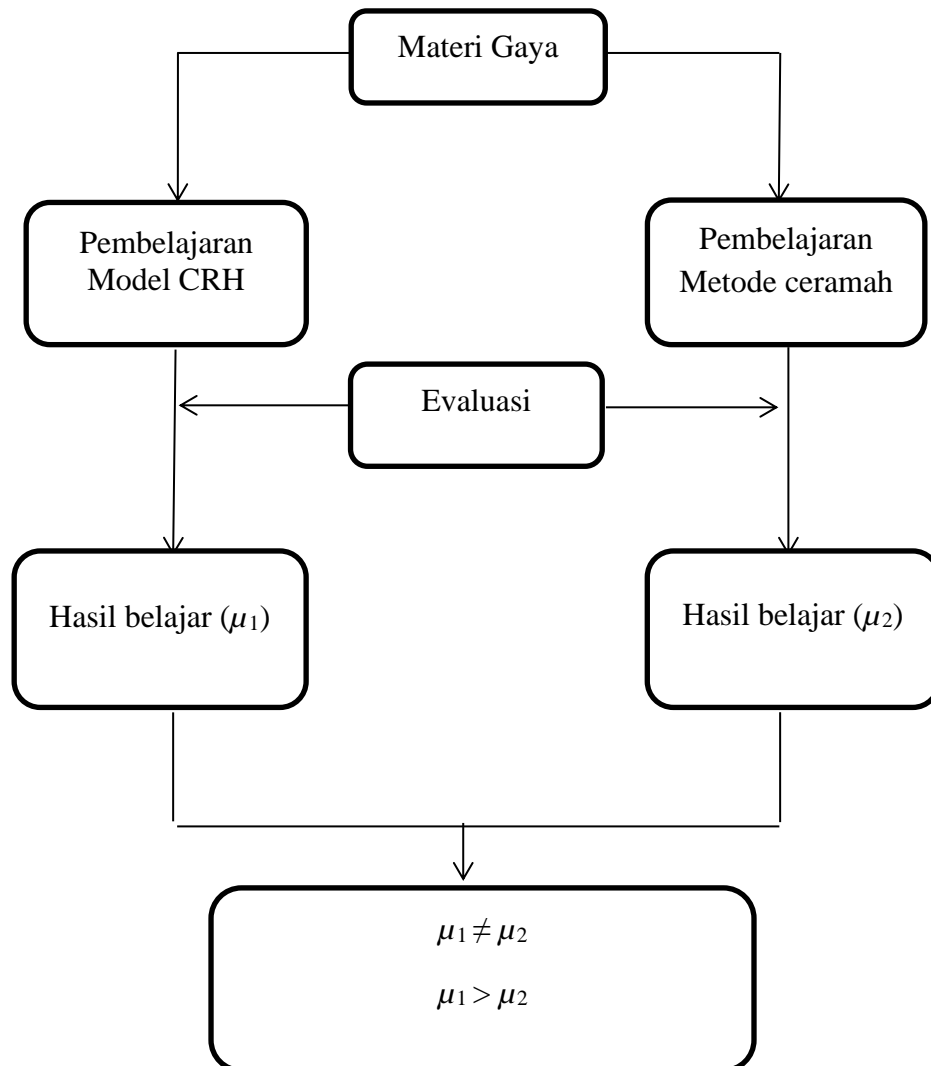 Materi Gaya
Pembelajaran
Model CRH
Pembelajaran
Metode ceramah
Evaluasi
Hasil belajar (μ1)
Hasil belajar (μ2)
μ1 ≠ μ2
μ1 > μ2